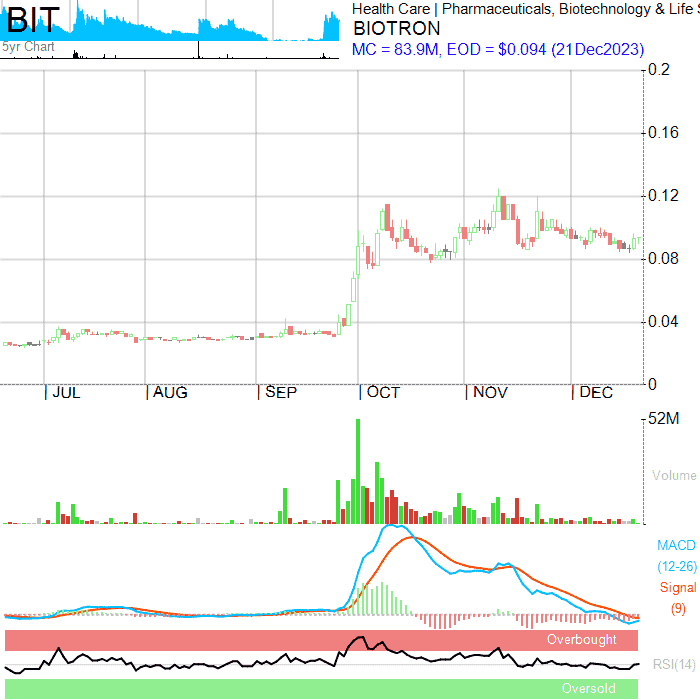 BIT
5yr Chart
Health Care | Pharmaceuticals, Biotechnology & Life S
BIOTRON
MC = 83.9M, EOD = $0.094 (21Dec2023)
0.2
0.16
0.12
0.08
0.04
0
JUL
AUG
SEP
OCT
NOV
DEC
52M
Volume
MACD
(12-26)
Signal
(9)
Overbought
RSI(14)
Oversold